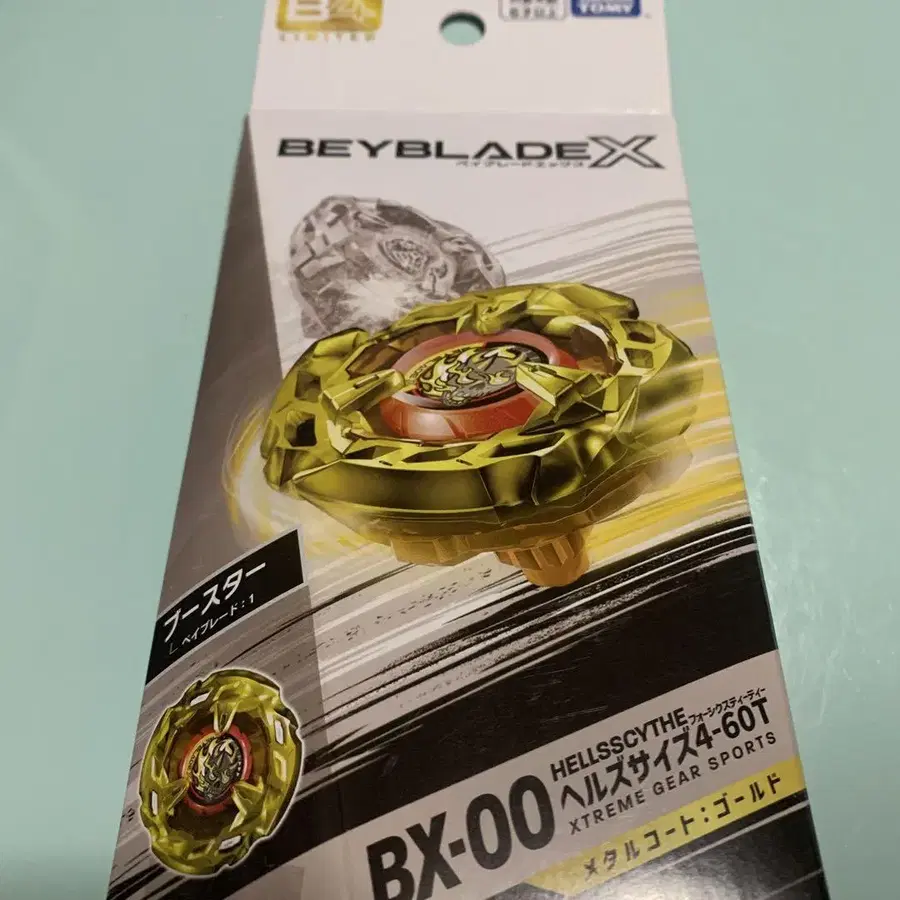 LIMITED
TOMY
BEYBLADE X
ベイブレードエックス
ブースター
└ ベイブレード:1
BX-00
HELLSSCYTHE
フォーシックスティーティー
ヘルズサイズ4-60T
XTREME GEAR SPORTS
メタルコート:ゴールド